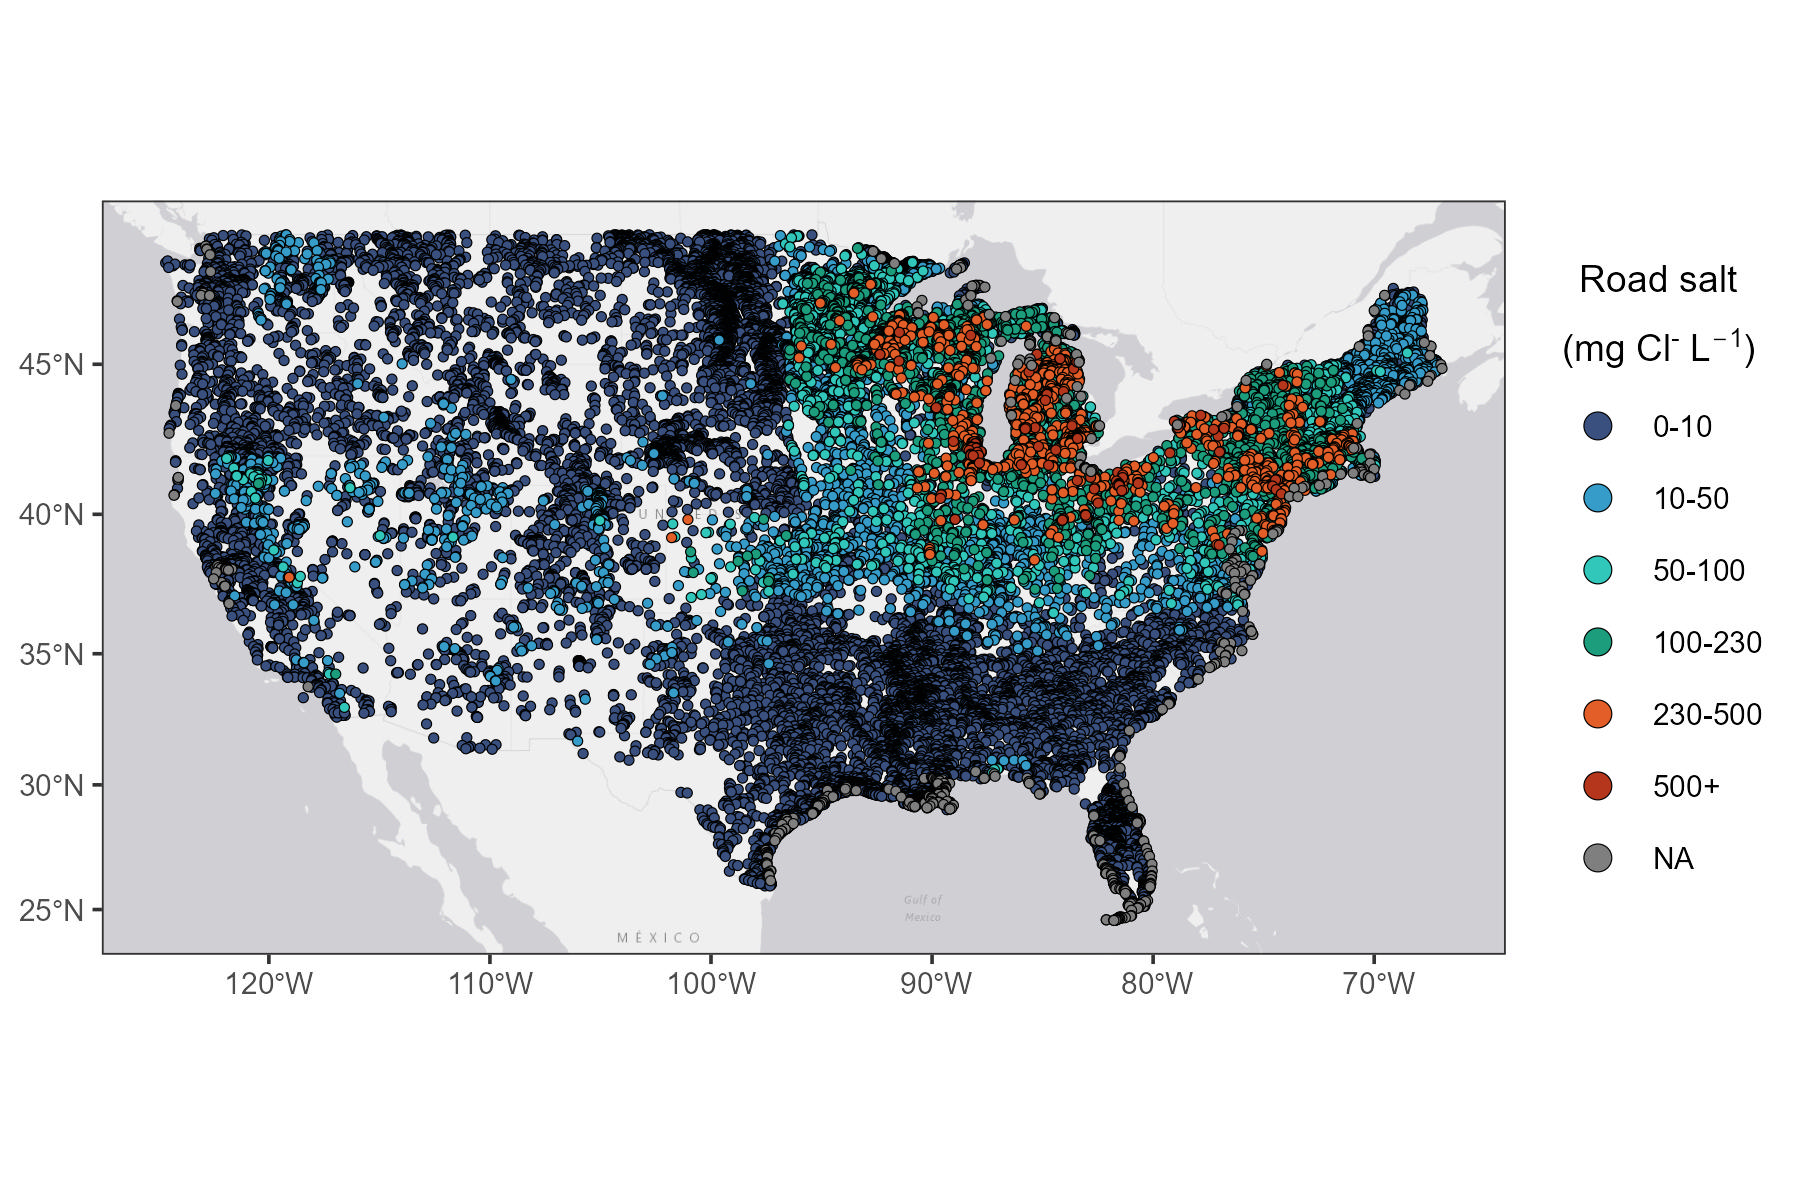 Road salt
(mg Cl⁻ L⁻¹)
0-10
10-50
50-100
100-230
230-500
500+
NA
45°N
40°N
35°N
30°N
25°N
120°W
110°W
100°W
90°W
80°W
70°W
Gulf of
Mexico
MÉXICO